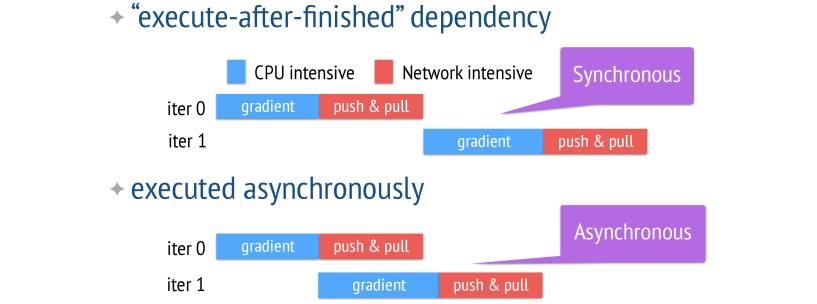 “execute-after-finished” dependency
CPU intensive
Network intensive
Synchronous
iter 0
gradient
push & pull
iter 1
gradient
push & pull
executed asynchronously
Asynchronous
iter 0
gradient
push & pull
iter 1
gradient
push & pull